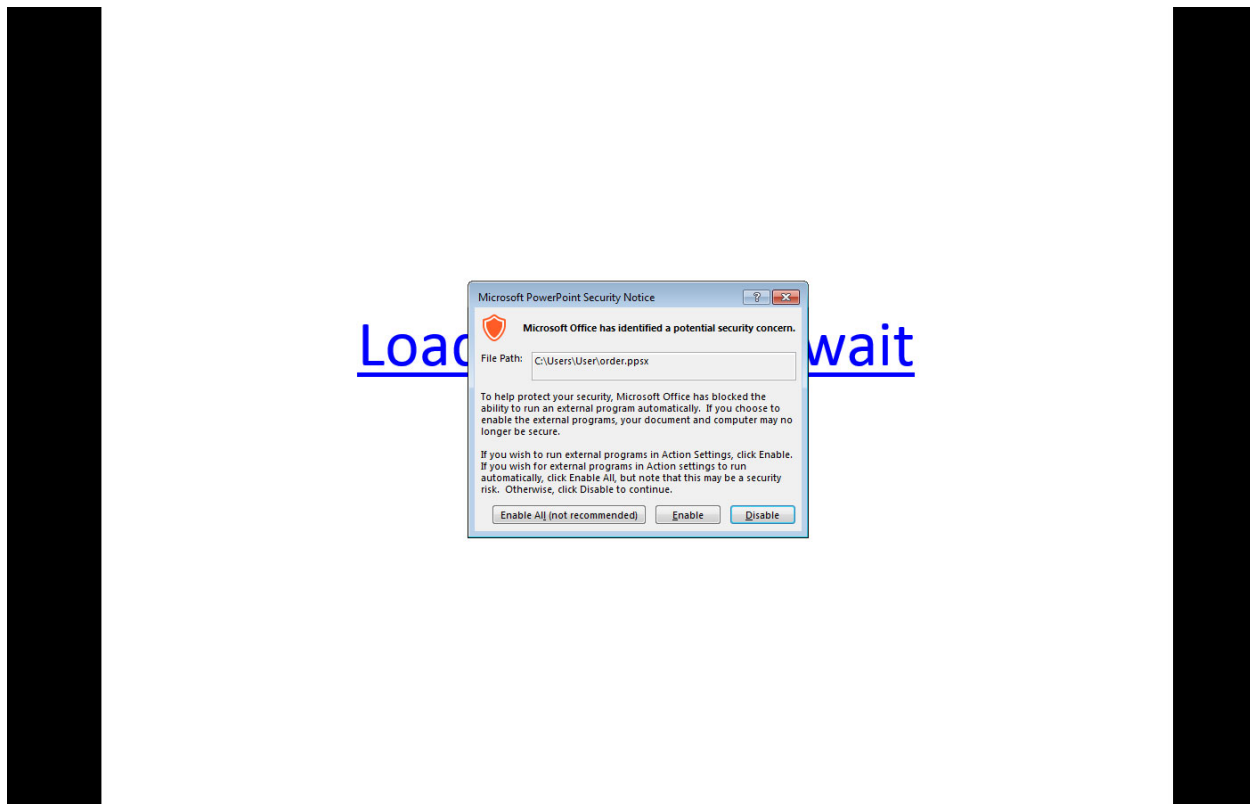 Microsoft PowerPoint Security Notice
Microsoft Office has identified a potential security concern.
File Path: C:\Users\User\order.ppsx
wait
To help protect your security, Microsoft Office has blocked the
ability to run an external program automatically. If you choose to
enable the external programs, your document and computer may no
longer be secure.
If you wish to run external programs in Action Settings, click Enable.
If you wish for external programs in Action settings to run
automatically, click Enable All, but note that this may be a security
risk. Otherwise, click Disable to continue.
Enable All (not recommended) Enable Disable